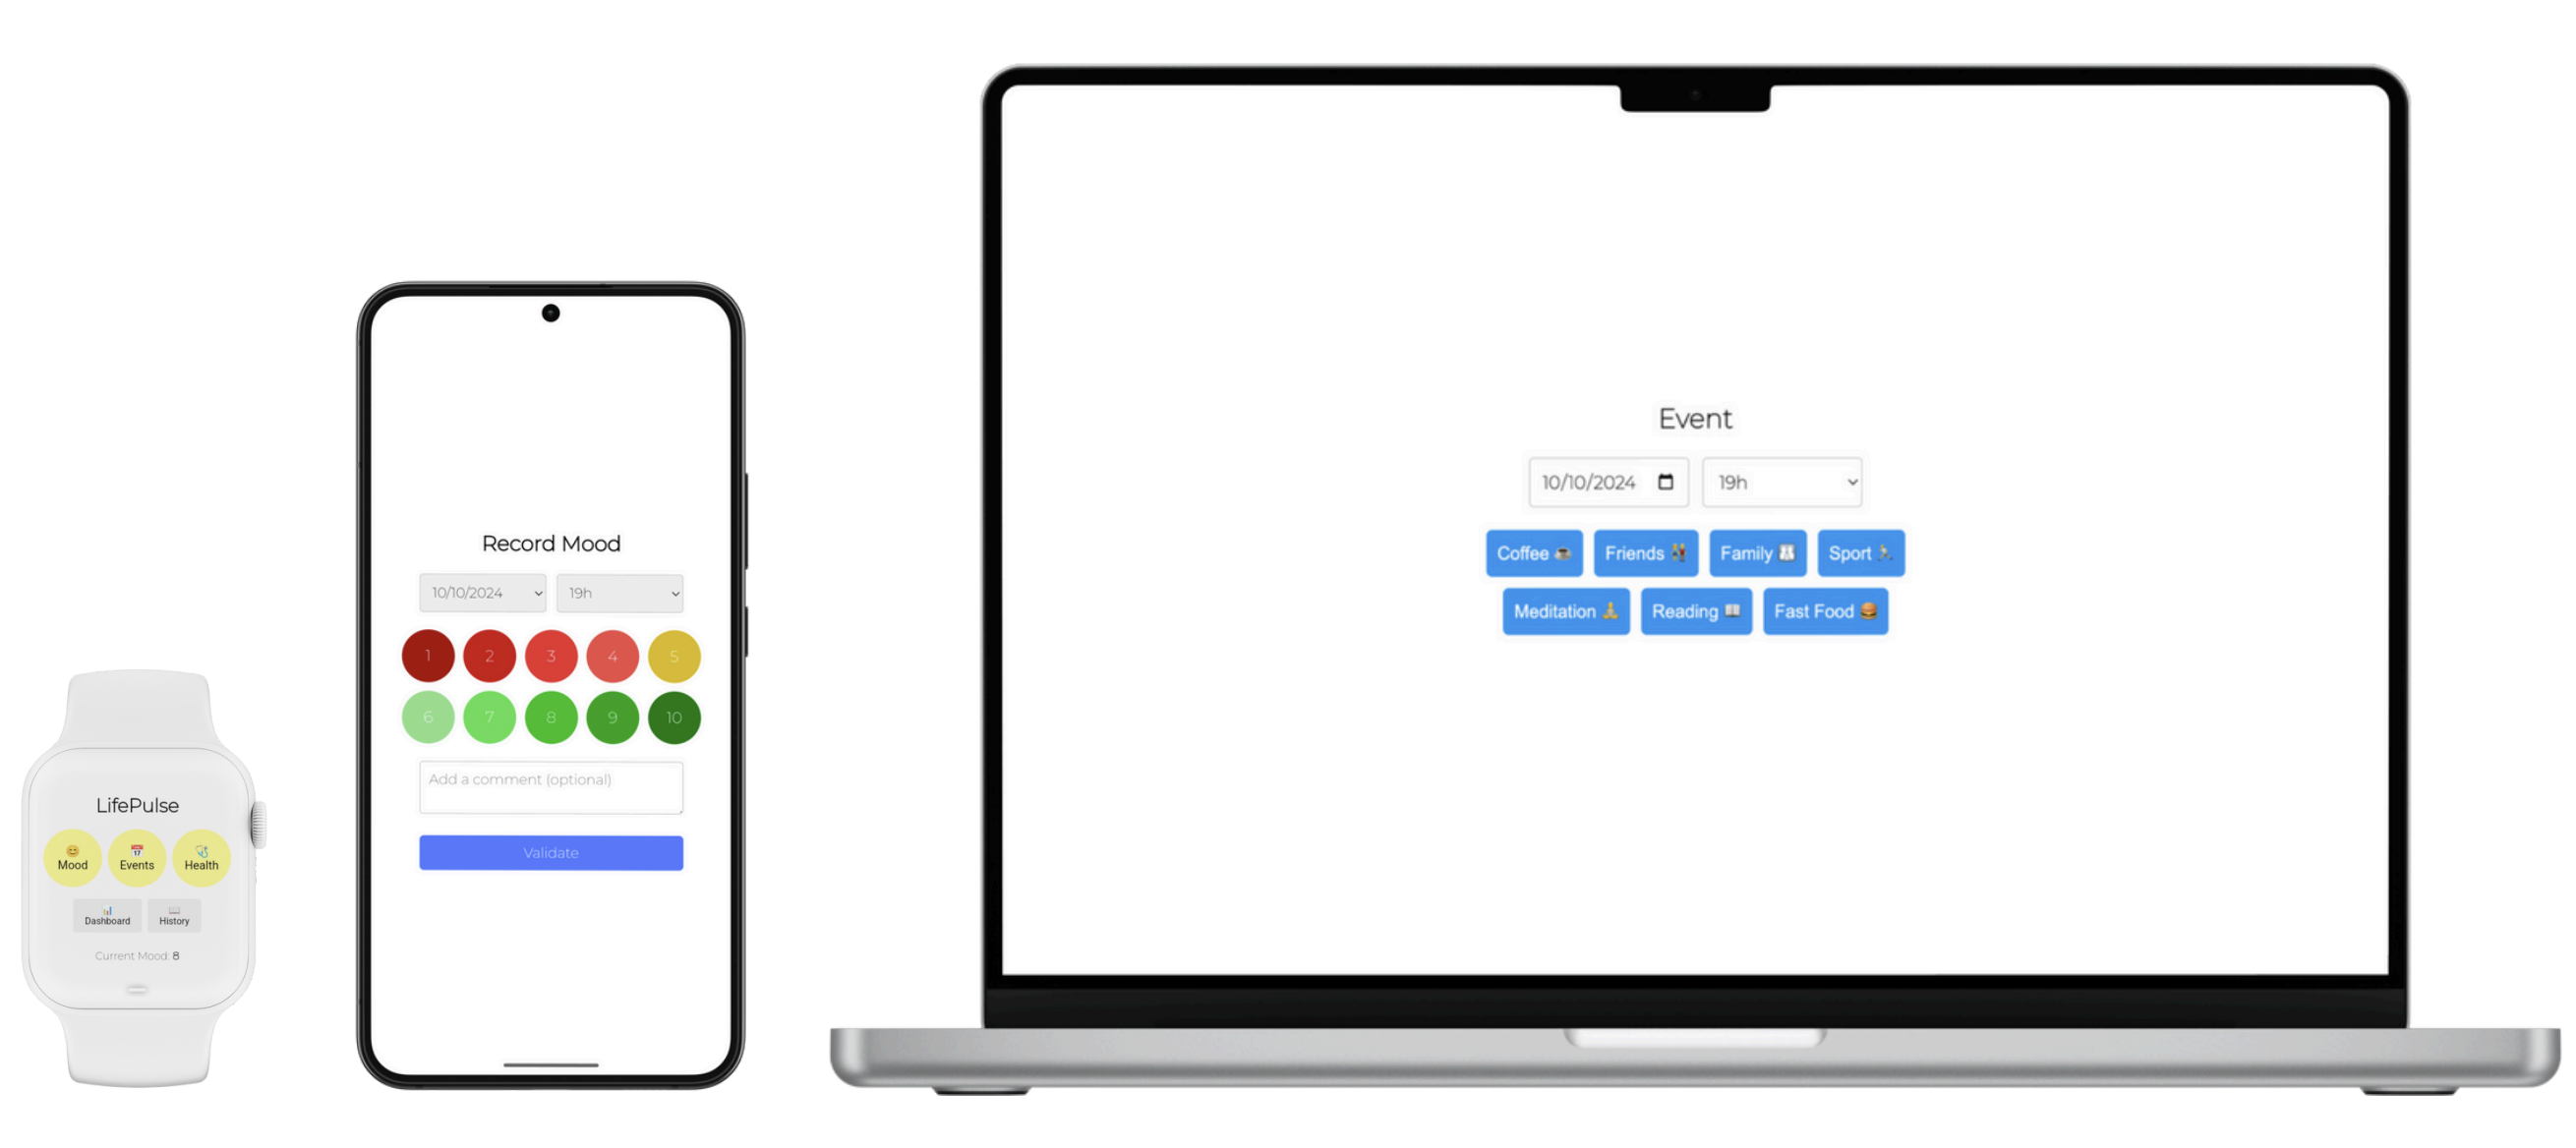 LifePulse
Mood Events Health
Dashboard History
Current Mood: 8
Record Mood
10/10/2024 19h
1 2 3 4 5
6 7 8 9 10
Add a comment (optional)
Validate
Event
10/10/2024 19h
Coffee Friends Family Sport
Meditation Reading Fast Food